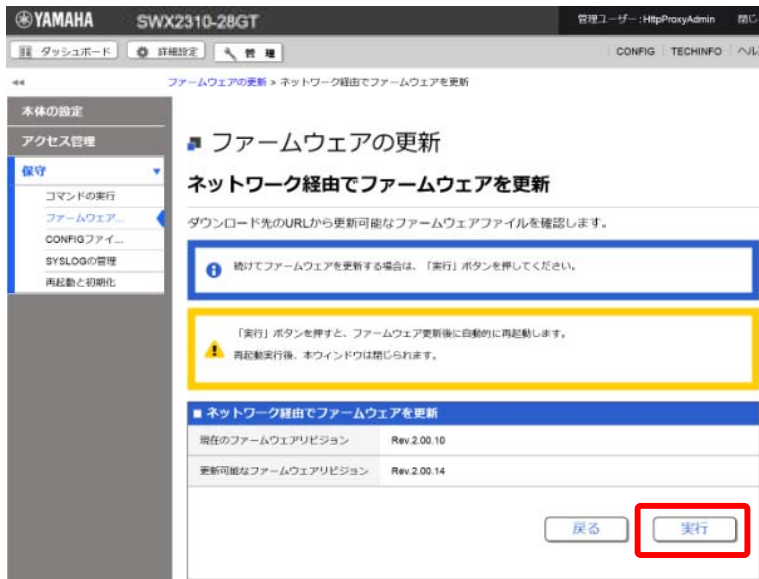 YAMAHA SWX2310-28GT 管理ユーザー:HttpProxyAdmin
ダッシュボード 詳細設定 管理 CONFIG TECHINFO
ファームウェアの更新 » ネットワーク経由でファームウェアを更新
本体の設定
アクセス管理
保守
コマンドの実行
ファームウェア...
CONFIGファイ...
SYSLOGの管理
再起動と初期化
ファームウェアの更新
ネットワーク経由でファームウェアを更新
ダウンロード先のURLから更新可能なファームウェアファイルを確認します。
続けてファームウェアを更新する場合は、「実行」ボタンを押してください。
「実行」ボタンを押すと、ファームウェア更新後に自動的に再起動します。
再起動実行後、本ウィンドウは閉じられます。
ネットワーク経由でファームウェアを更新
現在のファームウェアリビジョン Rev.2.00.10
更新可能なファームウェアリビジョン Rev.2.00.14
戻る 実行